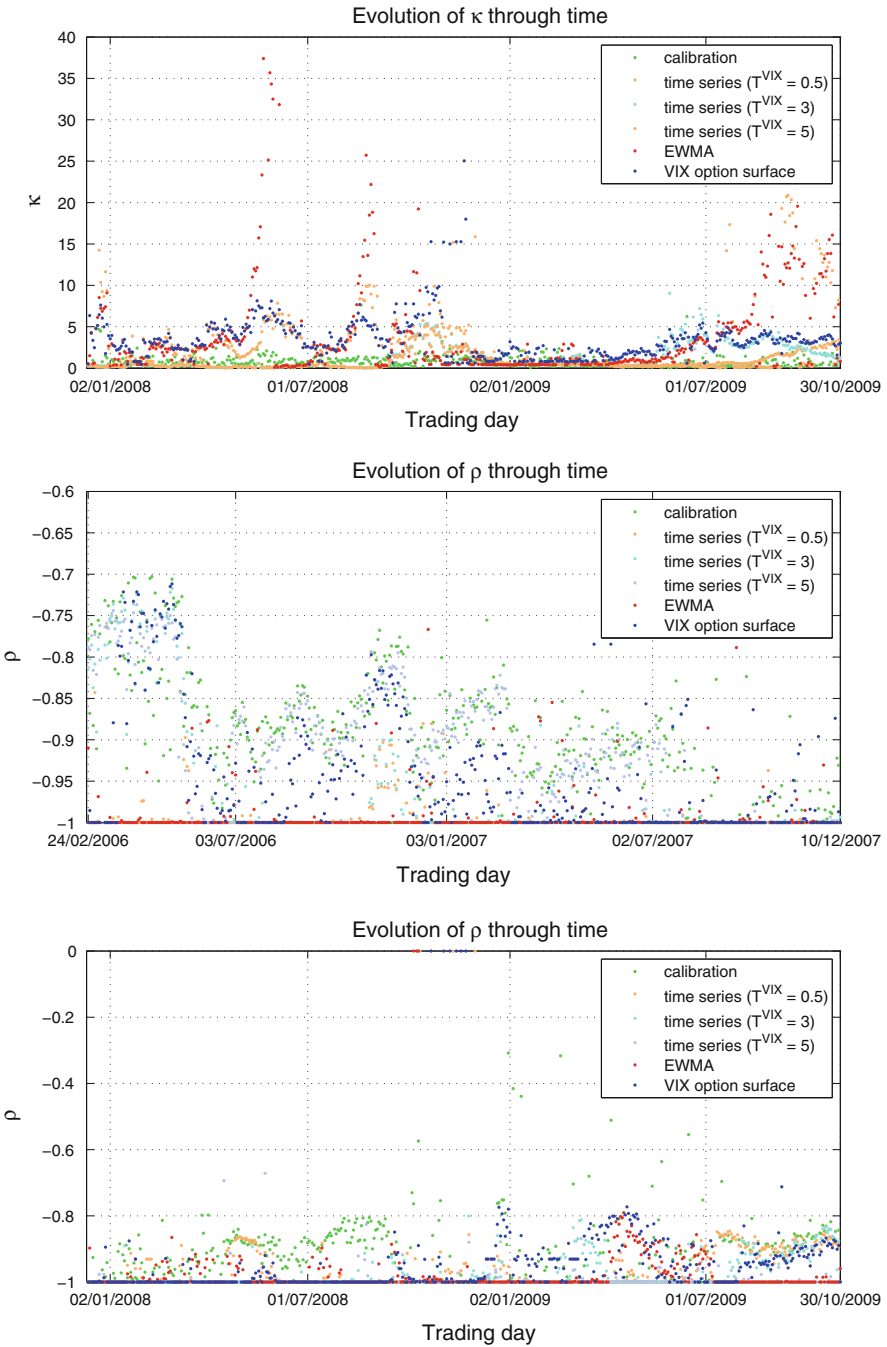 Evolution of κ through time
40
35
30
25
20
15
10
5
0
κ
calibration
time series (T^VIX = 0.5)
time series (T^VIX = 3)
time series (T^VIX = 5)
EWMA
VIX option surface
02/01/2008 01/07/2008 02/01/2009 01/07/2009 30/10/2009
Trading day
Evolution of ρ through time
−0.6
−0.65
−0.7
−0.75
−0.8
−0.85
−0.9
−0.95
−1
ρ
calibration
time series (T^VIX = 0.5)
time series (T^VIX = 3)
time series (T^VIX = 5)
EWMA
VIX option surface
24/02/2006 03/07/2006 03/01/2007 02/07/2007 10/12/2007
Trading day
Evolution of ρ through time
0
−0.2
−0.4
−0.6
−0.8
−1
ρ
calibration
time series (T^VIX = 0.5)
time series (T^VIX = 3)
time series (T^VIX = 5)
EWMA
VIX option surface
02/01/2008 01/07/2008 02/01/2009 01/07/2009 30/10/2009
Trading day